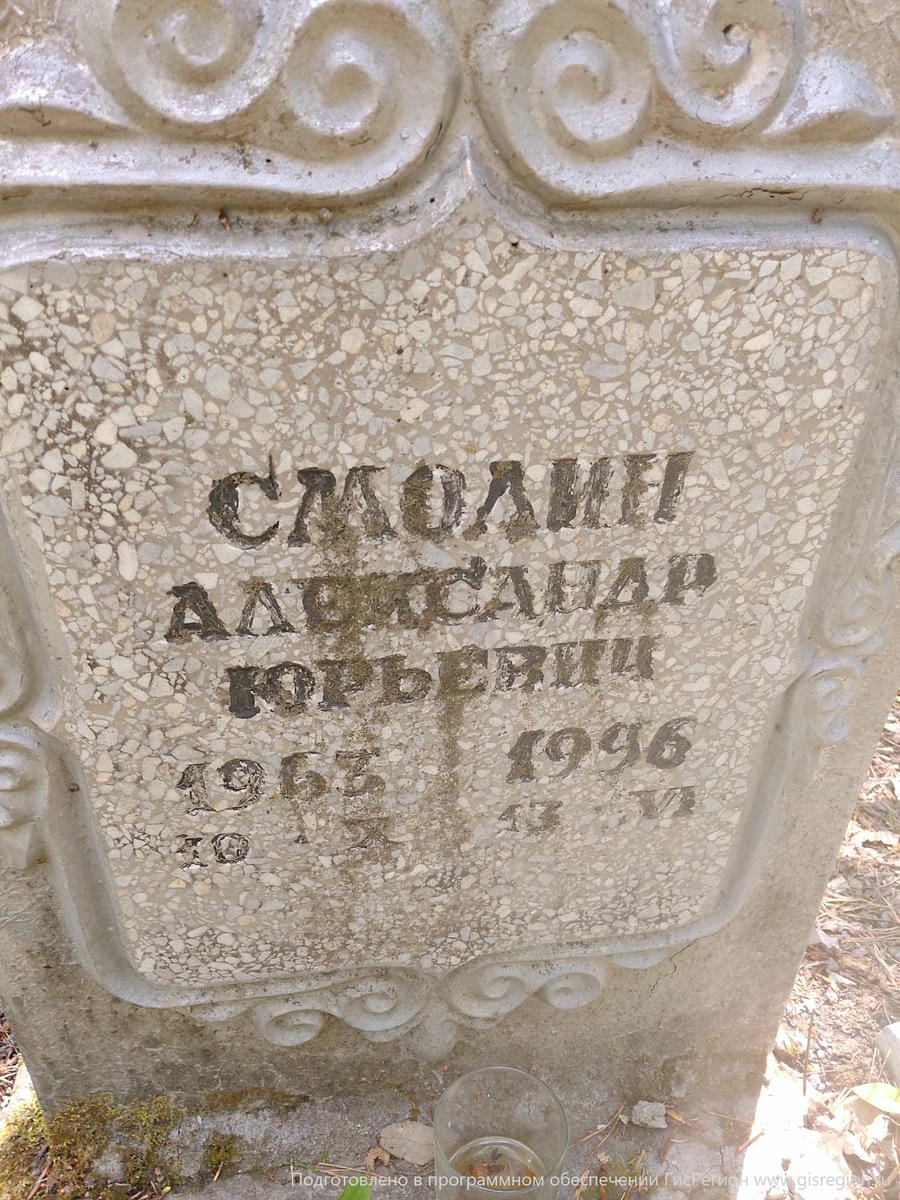 СМОЛИН
АЛЕКСАНДР
ЮРЬЕВИЧ
1963 1996
10 X 13 VI
Подготовлено в программном обеспечении ГисРегион www.gisregion.ru